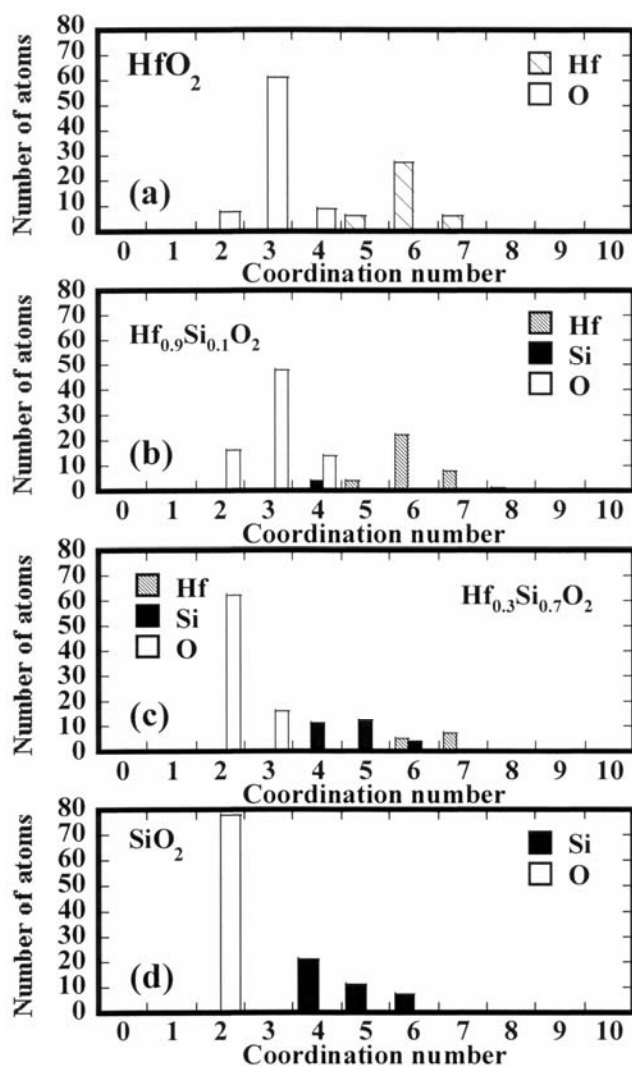 Number of atoms
80
70
60
50
40
30
20
10
0
HfO2
(a)
Hf
O
0 1 2 3 4 5 6 7 8 9 10
Coordination number
Number of atoms
80
70
60
50
40
30
20
10
0
Hf0.9Si0.1O2
(b)
Hf
Si
O
0 1 2 3 4 5 6 7 8 9 10
Coordination number
Number of atoms
80
70
60
50
40
30
20
10
0
Hf
Si
O
Hf0.3Si0.7O2
(c)
0 1 2 3 4 5 6 7 8 9 10
Coordination number
Number of atoms
80
70
60
50
40
30
20
10
0
SiO2
(d)
Si
O
0 1 2 3 4 5 6 7 8 9 10
Coordination number